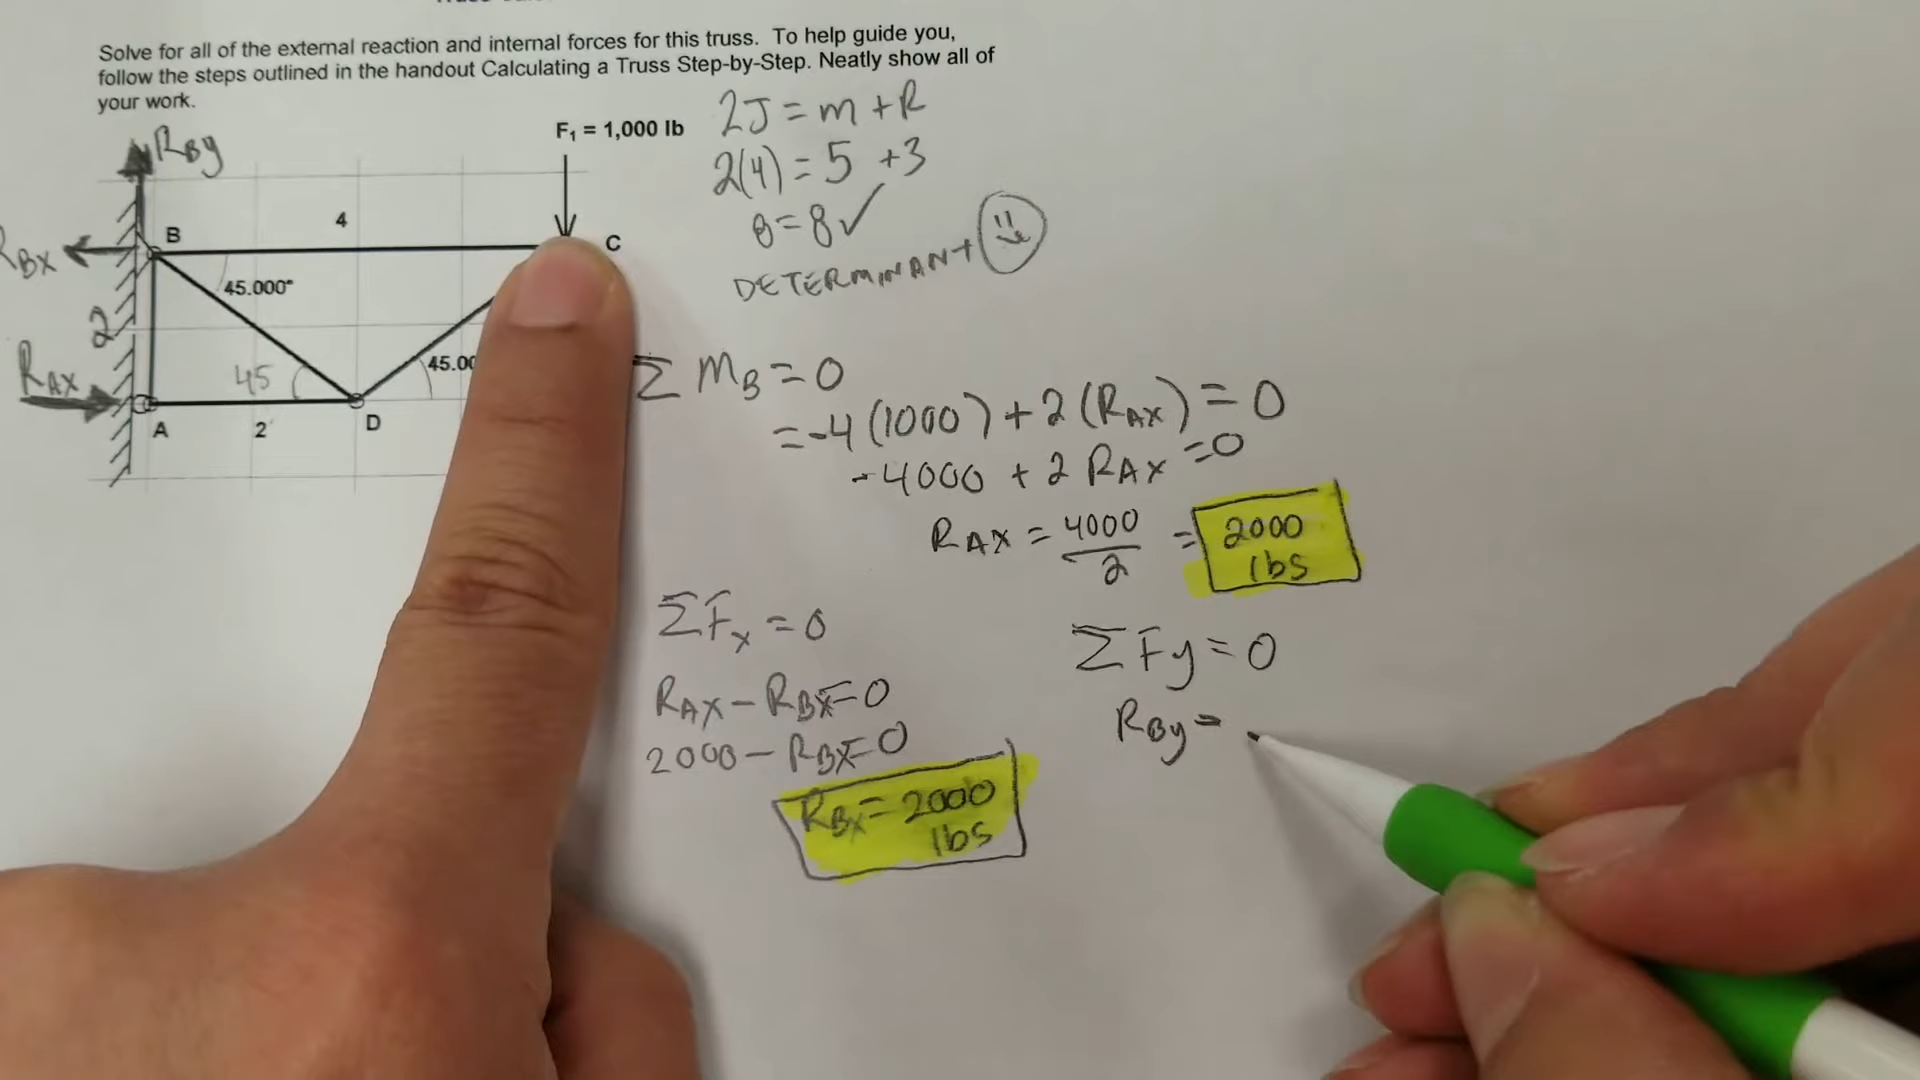 Solve for all of the external reaction and internal forces for this truss. To help guide you,
follow the steps outlined in the handout Calculating a Truss Step-by-Step. Neatly show all of
your work.
F₁ = 1,000 lb
RBy
4
B
C
RBX
45.000°
2
RAX
45
45.00
A
2'
D
2J = m + R
2(4) = 5 + 3
8 = 8 ✓
DETERMINANT
Σ MB = 0
= -4(1000) + 2(RAX) = 0
-4000 + 2 RAX = 0
RAX = 4000/2 = 2000 lbs
ΣFx = 0
RAX - RBX = 0
2000 - RBX = 0
RBX = 2000
lbs
ΣFy = 0
RBy =